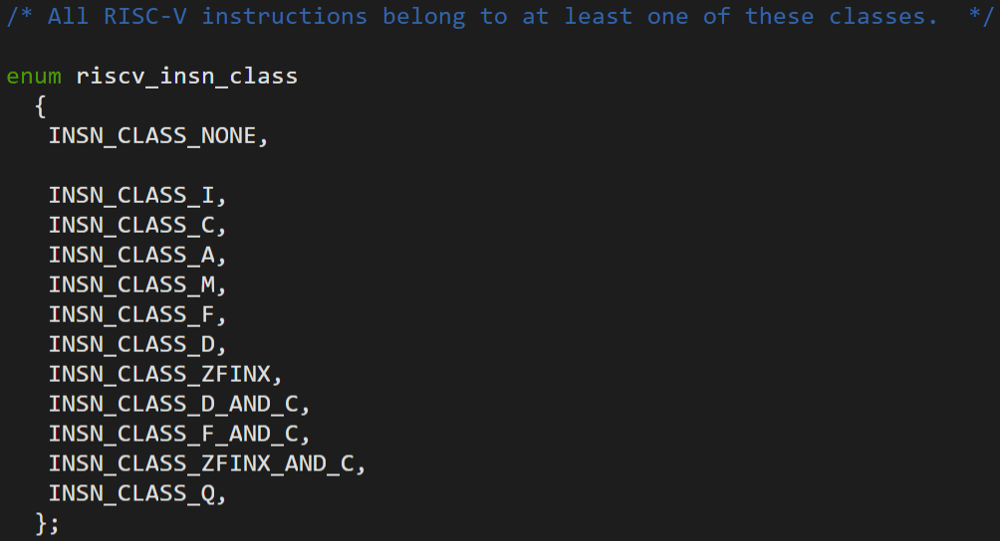 /* All RISC-V instructions belong to at least one of these classes.  */
enum riscv_insn_class
{
INSN_CLASS_NONE,
INSN_CLASS_I,
INSN_CLASS_C,
INSN_CLASS_A,
INSN_CLASS_M,
INSN_CLASS_F,
INSN_CLASS_D,
INSN_CLASS_ZFINX,
INSN_CLASS_D_AND_C,
INSN_CLASS_F_AND_C,
INSN_CLASS_ZFINX_AND_C,
INSN_CLASS_Q,
};